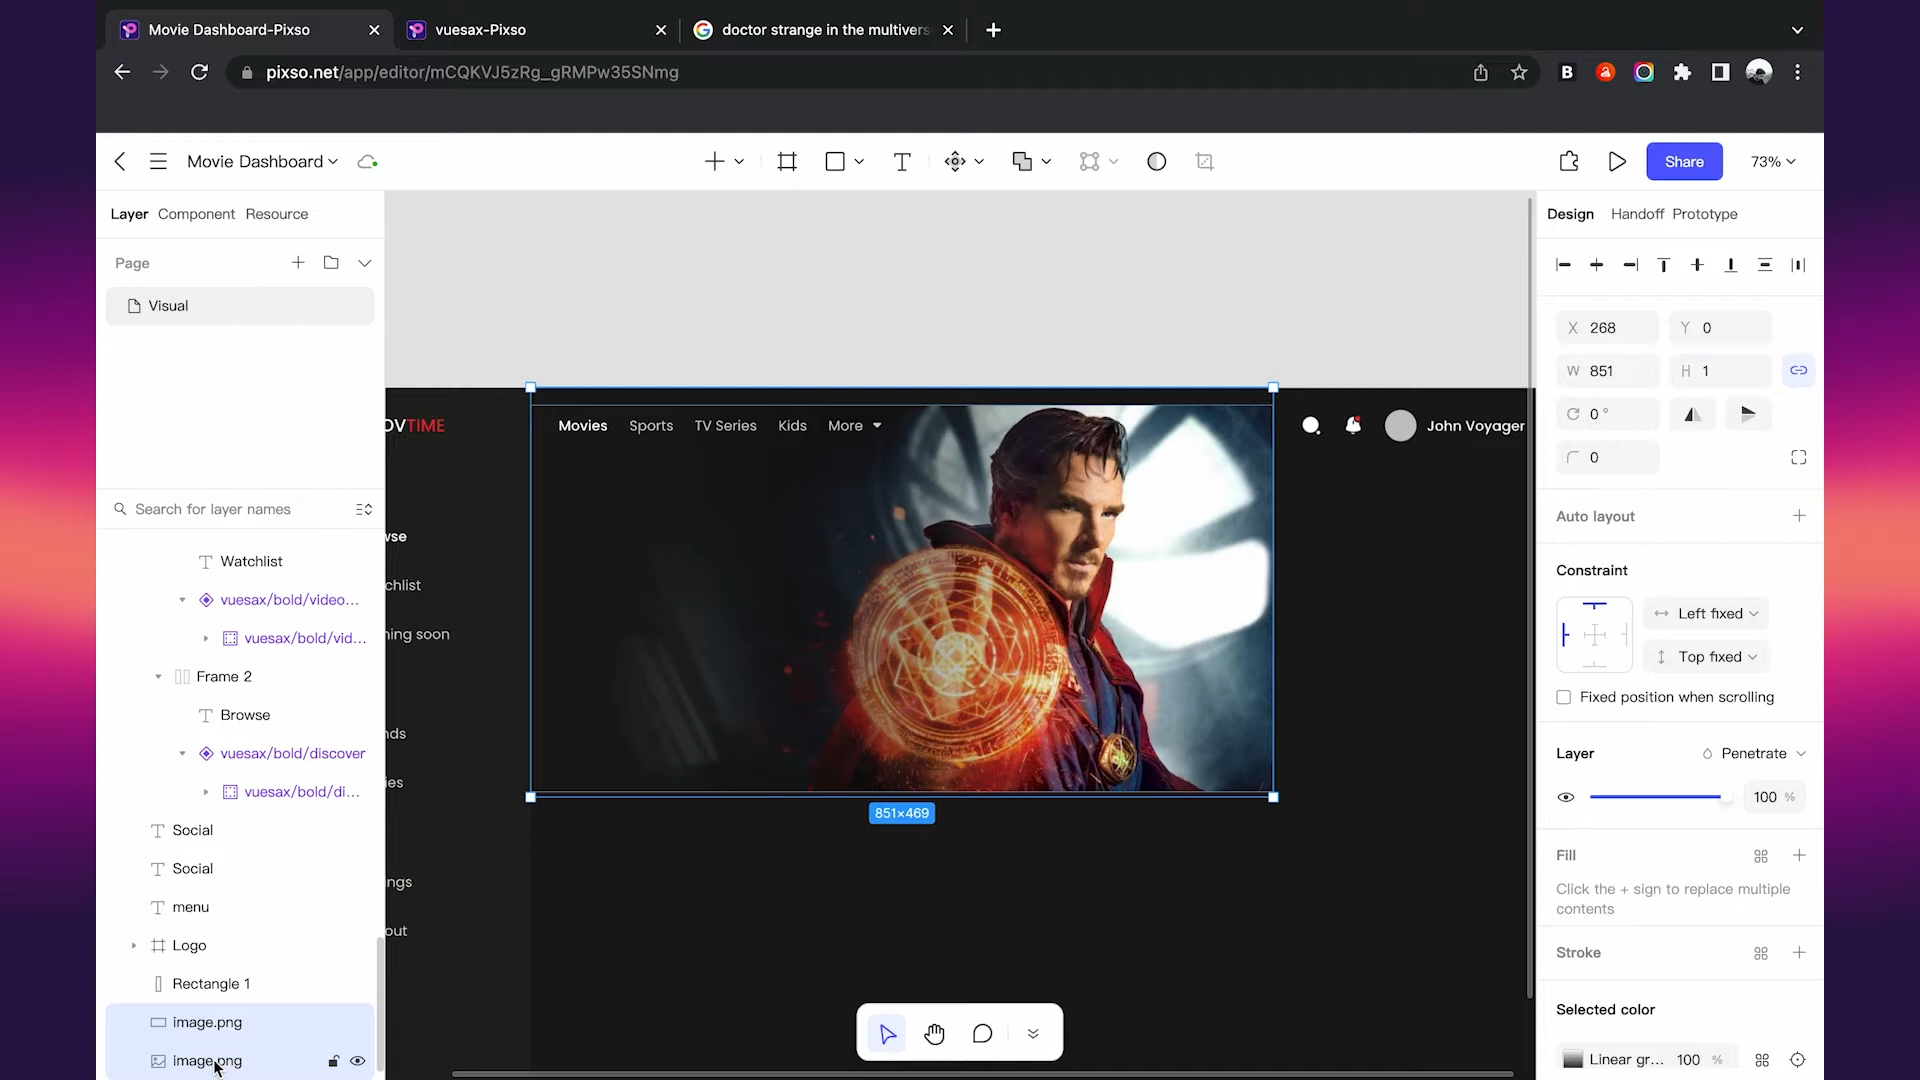 Movie Dashboard-Pixso
vuesax-Pixso
doctor strange in the multivers
pixso.net/app/editor/mCQKVJ5zRg_gRMPw35SNmg
B
Movie Dashboard
Share
73%
Layer
Component
Resource
Design
Handoff
Prototype
Page
Visual
X 268
Y 0
W 851
H 1
0 °
0
Search for layer names
Auto layout
Constraint
Left fixed
Top fixed
Fixed position when scrolling
Watchlist
vuesax/bold/video...
vuesax/bold/vid...
Frame 2
Browse
vuesax/bold/discover
vuesax/bold/di...
Social
Social
menu
Logo
Rectangle 1
image.png
image.png
OVTIME
Movies
Sports
TV Series
Kids
More
John Voyager
wse
chlist
ning soon
nds
ies
ngs
out
851×469
Layer
Penetrate
100 %
Fill
Click the + sign to replace multiple
contents
Stroke
Selected color
Linear gr... 100 %